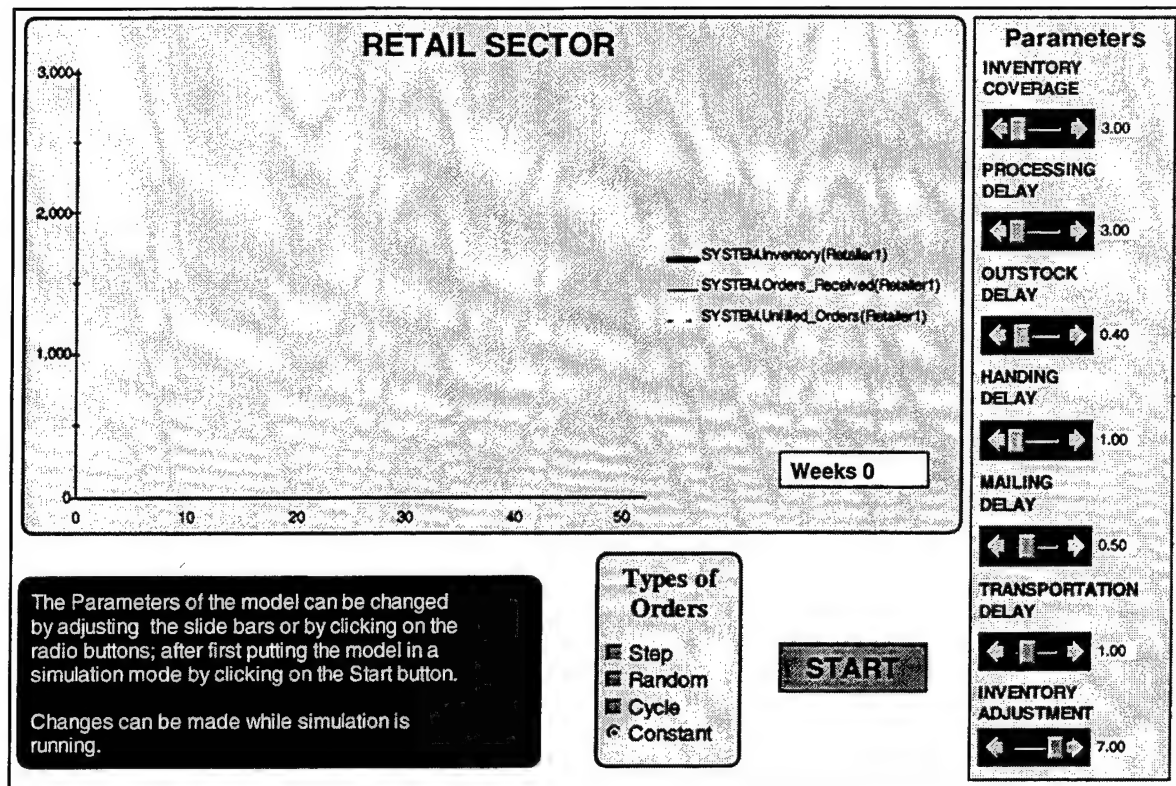 RETAIL SECTOR
3,000
2,000
1,000
0
0 10 20 30 40 50
SYSTEM.Inventory(Retailer1)
SYSTEM.Orders_Received(Retailer1)
SYSTEM.Unfilled_Orders(Retailer1)
Weeks 0
The Parameters of the model can be changed
by adjusting the slide bars or by clicking on the
radio buttons; after first putting the model in a
simulation mode by clicking on the Start button.
Changes can be made while simulation is
running.
Types of
Orders
Step
Random
Cycle
Constant
START
Parameters
INVENTORY
COVERAGE
3.00
PROCESSING
DELAY
3.00
OUTSTOCK
DELAY
0.40
HANDING
DELAY
1.00
MAILING
DELAY
0.50
TRANSPORTATION
DELAY
1.00
INVENTORY
ADJUSTMENT
7.00